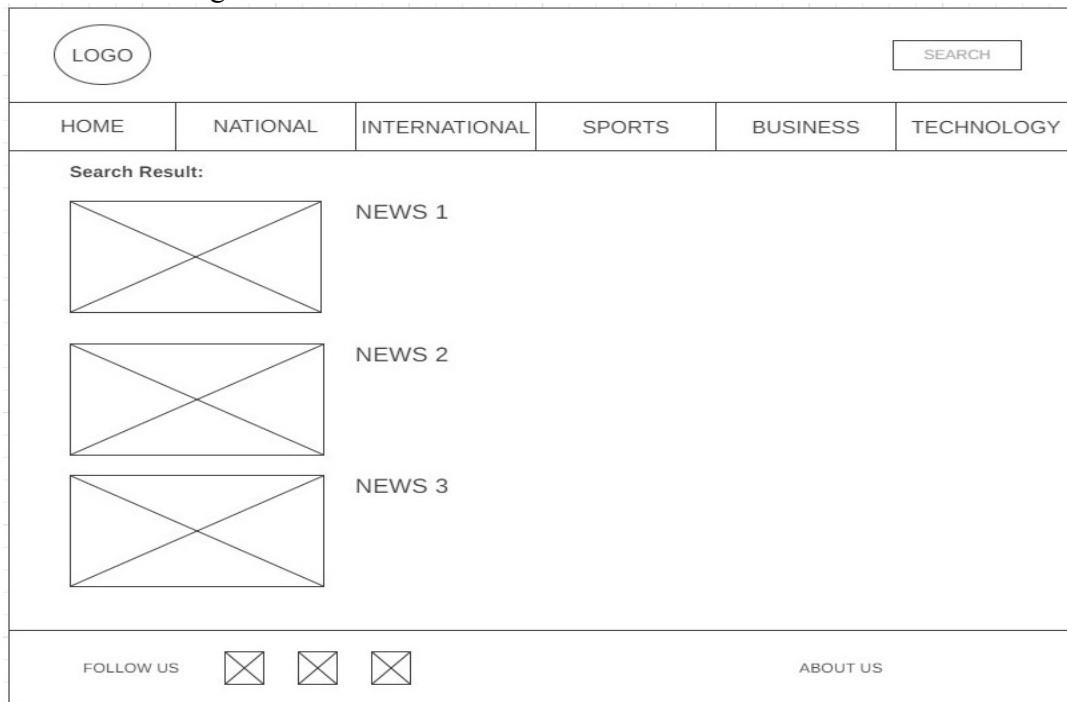 LOGO
SEARCH
HOME NATIONAL INTERNATIONAL SPORTS BUSINESS TECHNOLOGY
Search Result:
NEWS 1
NEWS 2
NEWS 3
FOLLOW US ABOUT US